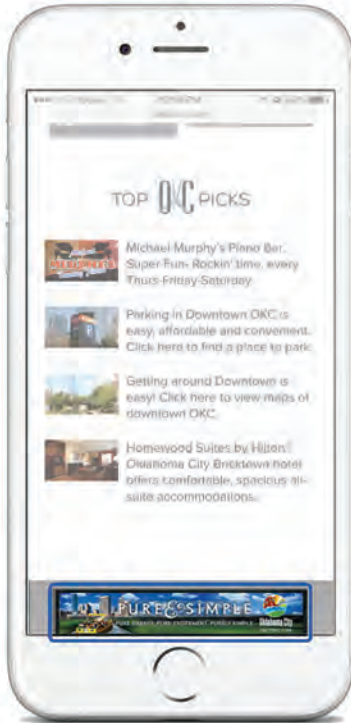 TOP OKC PICKS
Michael Murphy's Piano Bar.
Super Fun- Rockin' time, every
Thurs-Friday-Saturday
Parking in Downtown OKC is
easy, affordable and convenient.
Click here to find a place to park.
Getting around Downtown is
easy! Click here to view maps of
downtown OKC.
Homewood Suites by Hilton
Oklahoma City Bricktown hotel
offers comfortable, spacious all-
suite accommodations.
PURE & SIMPLE
Oklahoma City